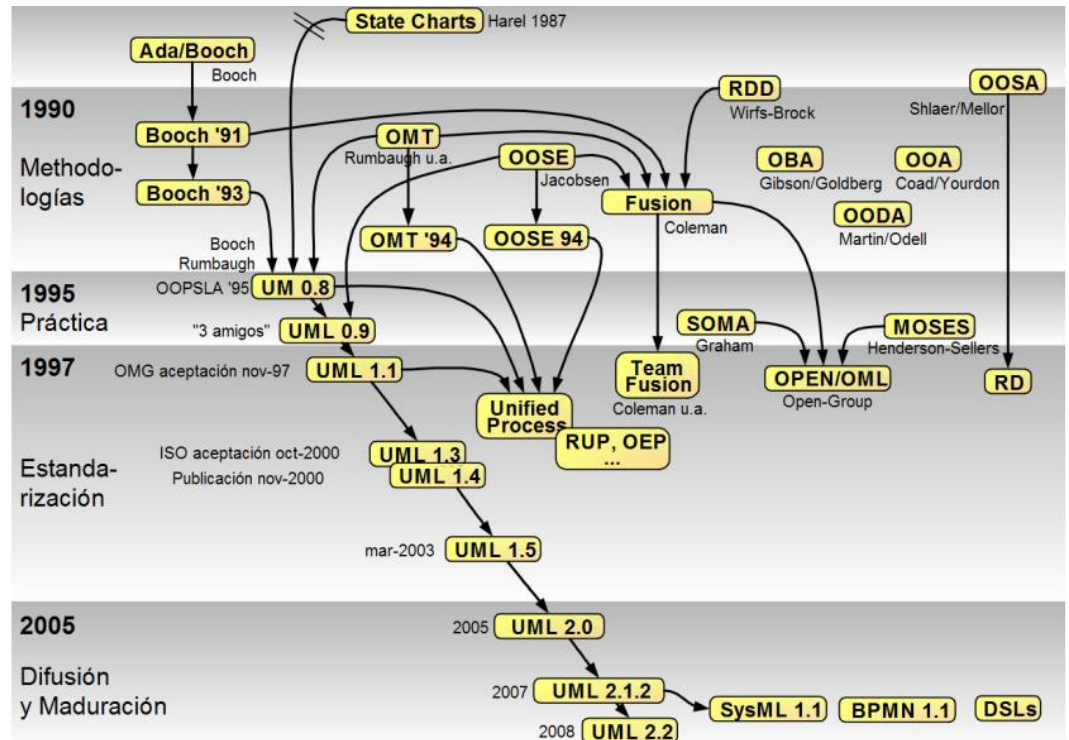 State Charts Harel 1987
Ada/Booch
Booch
1990
RDD
Wirfs-Brock
OOSA
Shlaer/Mellor
Booch '91
OMT
Rumbaugh u.a.
OOSE
Jacobsen
OBA
Gibson/Goldberg
OOA
Coad/Yourdon
Methodo-
logías
Booch '93
Fusion
Coleman
OODA
Martin/Odell
OMT '94
OOSE 94
Booch
Rumbaugh
OOPSLA '95 UM 0.8
1995
Práctica
"3 amigos" UML 0.9
SOMA
Graham
MOSES
Henderson-Sellers
1997
OMG aceptación nov-97 UML 1.1
Team
Fusion
Coleman u.a.
OPEN/OML
Open-Group
RD
Unified
Process
RUP, OEP
...
ISO aceptación oct-2000 UML 1.3
Publicación nov-2000 UML 1.4
Estanda-
rización
mar-2003 UML 1.5
2005
2005 UML 2.0
Difusión
y Maduración
2007 UML 2.1.2
SysML 1.1
BPMN 1.1
DSLs
2008 UML 2.2